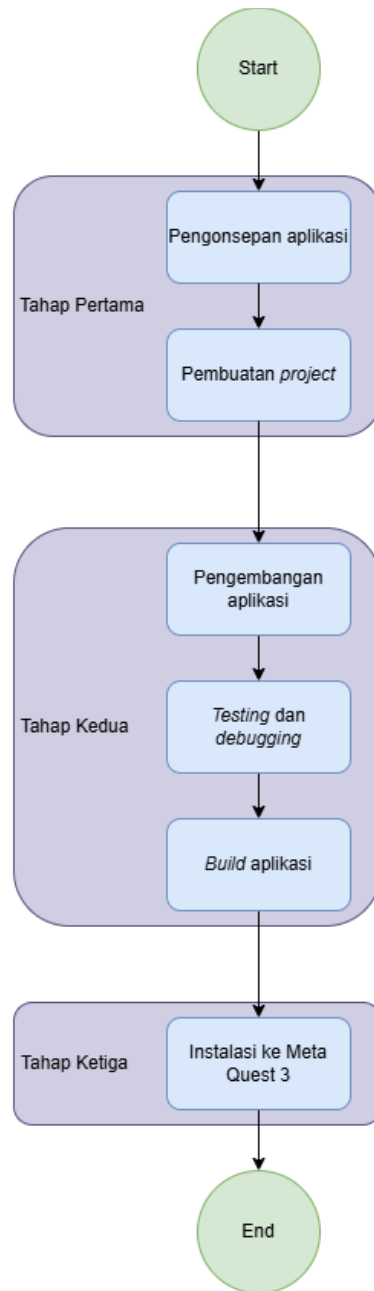 Start
Pengonsepan aplikasi
Tahap Pertama
Pembuatan project
Pengembangan
aplikasi
Tahap Kedua
Testing dan
debugging
Build aplikasi
Tahap Ketiga
Instalasi ke Meta
Quest 3
End